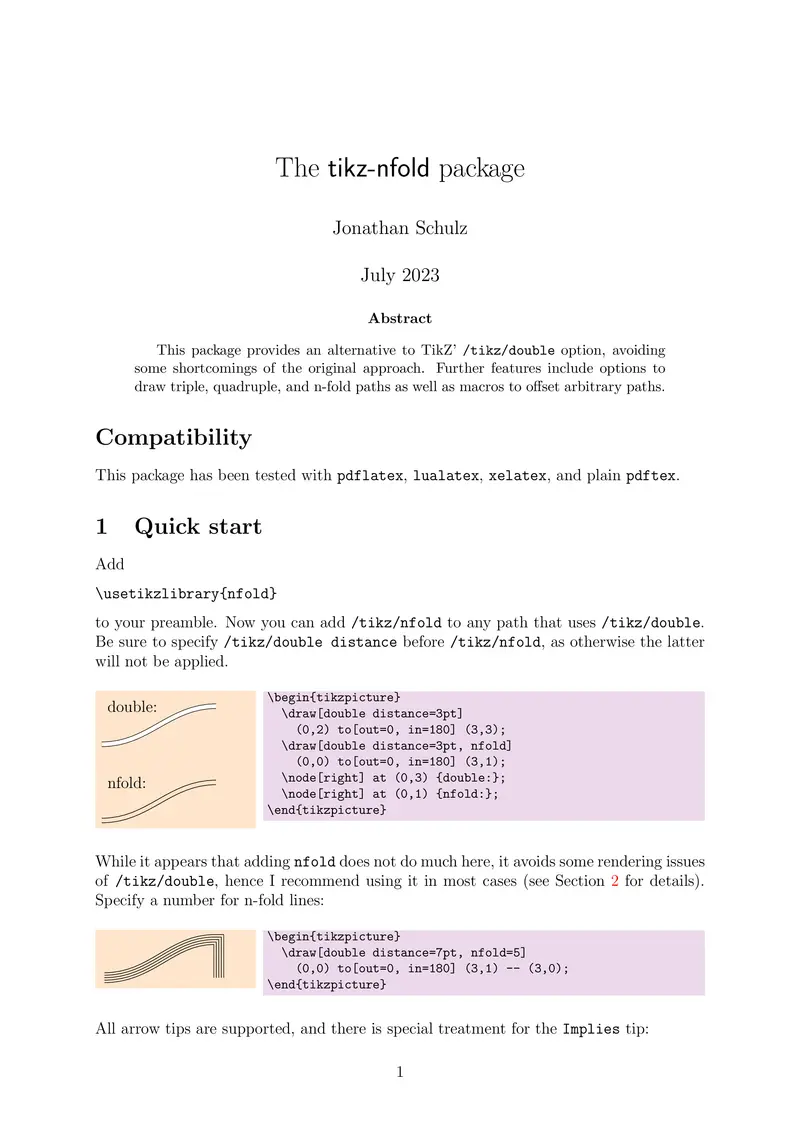 The tikz-nfold package
Jonathan Schulz
July 2023
Abstract
This package provides an alternative to TikZ’ /tikz/double option, avoiding
some shortcomings of the original approach. Further features include options to
draw triple, quadruple, and n-fold paths as well as macros to offset arbitrary paths.
Compatibility
This package has been tested with pdflatex, lualatex, xelatex, and plain pdftex.
1 Quick start
Add
\usetikzlibrary{nfold}
to your preamble. Now you can add /tikz/nfold to any path that uses /tikz/double.
Be sure to specify /tikz/double distance before /tikz/nfold, as otherwise the latter
will not be applied.
double:
nfold:
\begin{tikzpicture}
\draw[double distance=3pt]
(0,2) to[out=0, in=180] (3,3);
\draw[double distance=3pt, nfold]
(0,0) to[out=0, in=180] (3,1);
\node[right] at (0,3) {double:};
\node[right] at (0,1) {nfold:};
\end{tikzpicture}
While it appears that adding nfold does not do much here, it avoids some rendering issues
of /tikz/double, hence I recommend using it in most cases (see Section 2 for details).
Specify a number for n-fold lines:
\begin{tikzpicture}
\draw[double distance=7pt, nfold=5]
(0,0) to[out=0, in=180] (3,1) -- (3,0);
\end{tikzpicture}
All arrow tips are supported, and there is special treatment for the Implies tip:
1